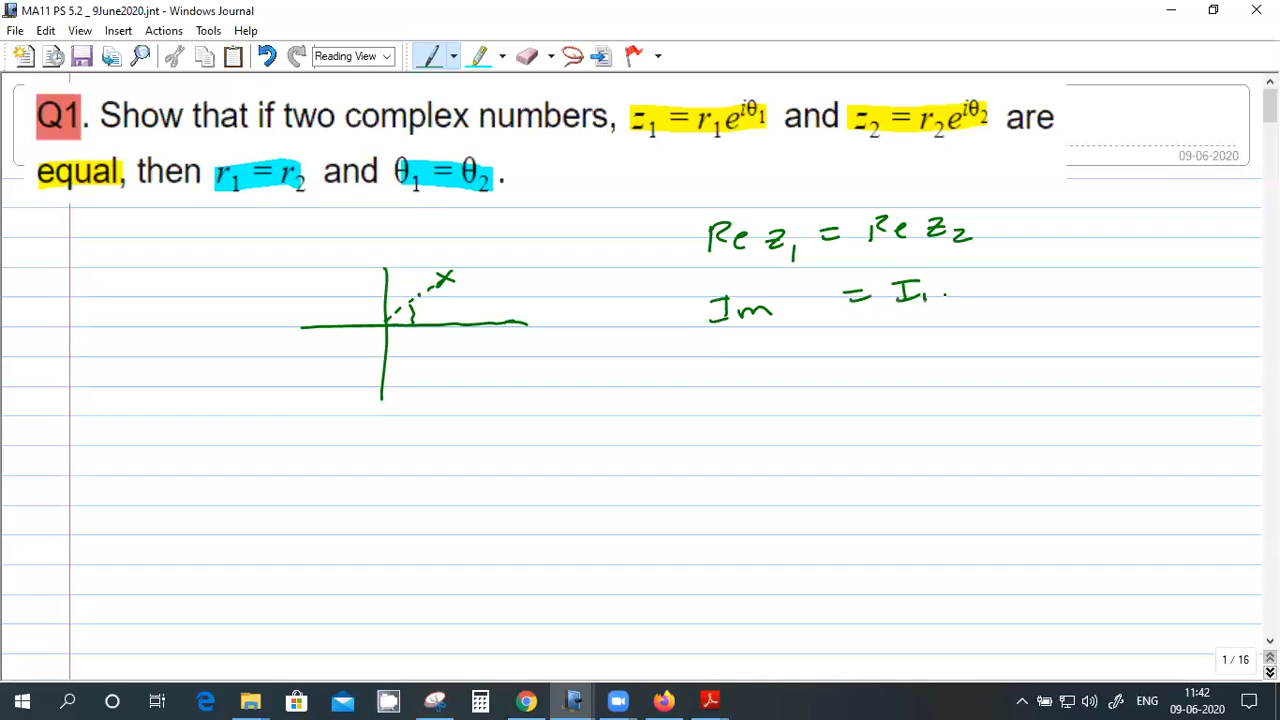 MA11 PS 5.2 _ 9June2020.jnt - Windows Journal
File Edit View Insert Actions Tools Help
Reading View
Q1. Show that if two complex numbers, z₁ = r₁e^{iθ₁} and z₂ = r₂e^{iθ₂} are
equal, then r₁ = r₂ and θ₁ = θ₂ .
09-06-2020
Re z₁ = Re z₂
Im = I
1 / 16
ENG
11:42
09-06-2020